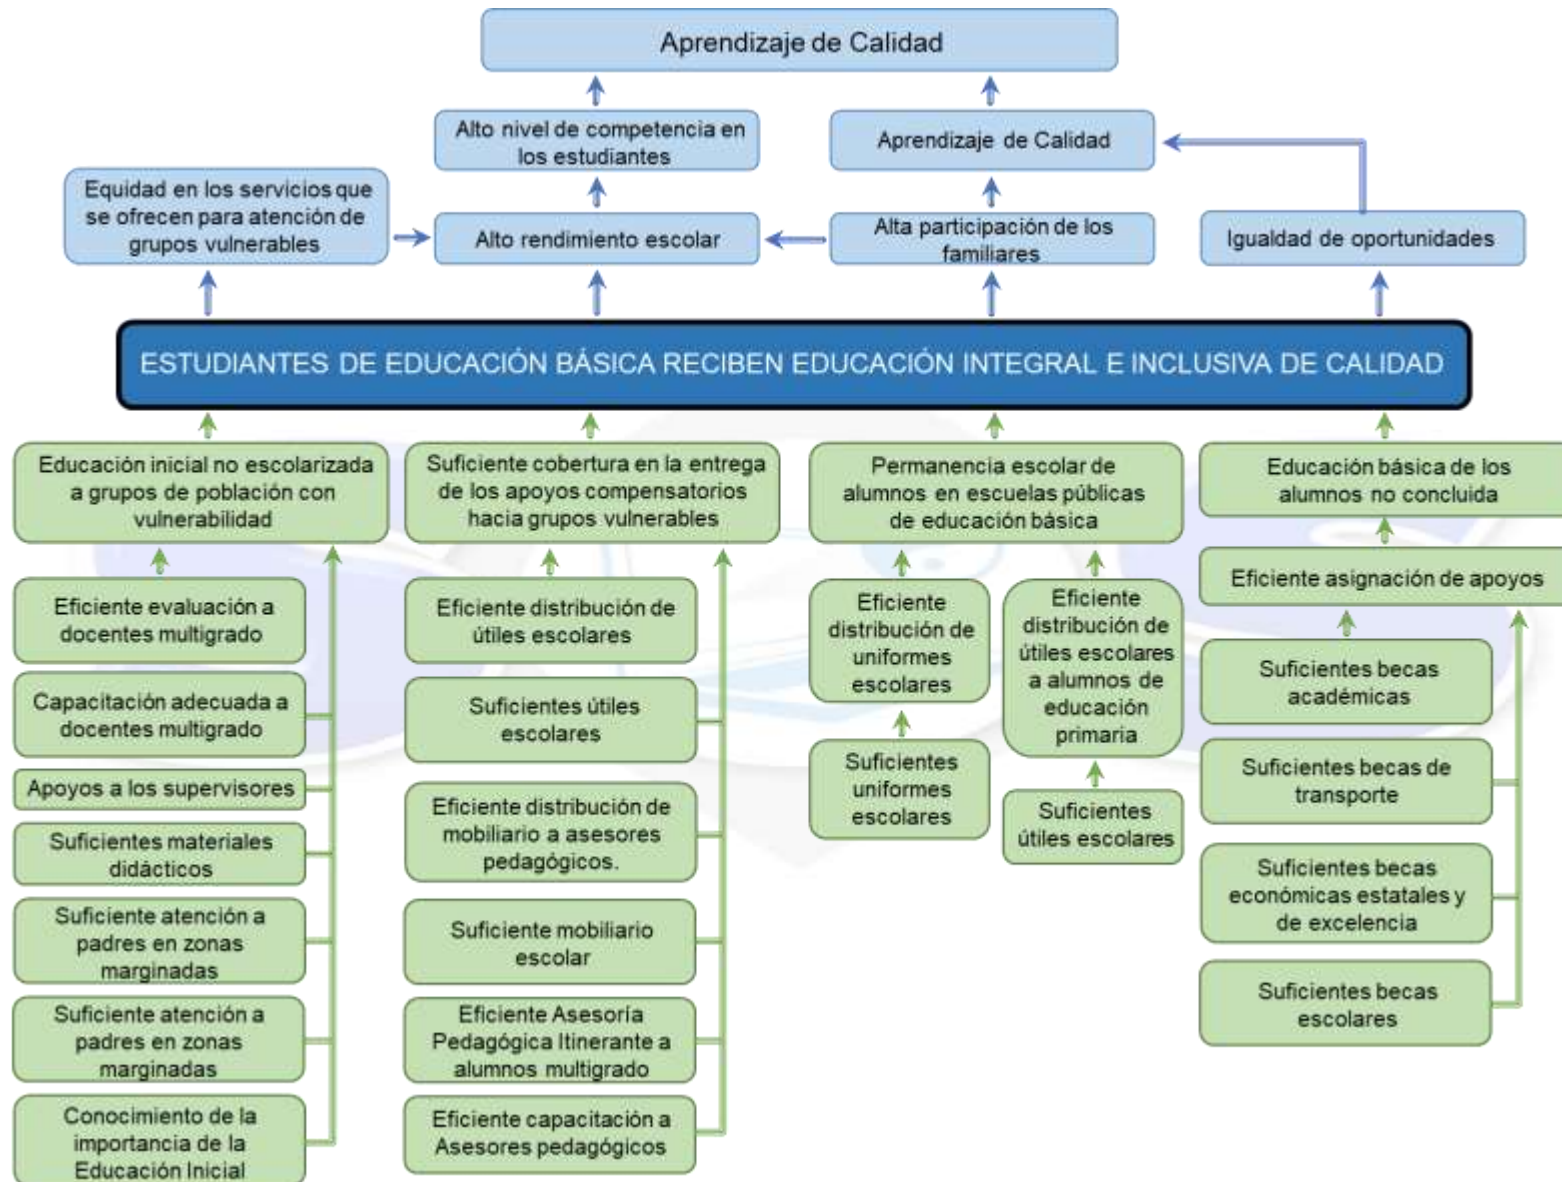 Aprendizaje de Calidad
Alto nivel de competencia en
los estudiantes
Aprendizaje de Calidad
Equidad en los servicios que
se ofrecen para atención de
grupos vulnerables
Alto rendimiento escolar
Alta participación de los
familiares
Igualdad de oportunidades
ESTUDIANTES DE EDUCACIÓN BÁSICA RECIBEN EDUCACIÓN INTEGRAL E INCLUSIVA DE CALIDAD
Educación inicial no escolarizada
a grupos de población con
vulnerabilidad
Eficiente evaluación a
docentes multigrado
Capacitación adecuada a
docentes multigrado
Apoyos a los supervisores
Suficientes materiales
didácticos
Suficiente atención a
padres en zonas
marginadas
Suficiente atención a
padres en zonas
marginadas
Conocimiento de la
importancia de la
Educación Inicial
Suficiente cobertura en la entrega
de los apoyos compensatorios
hacia grupos vulnerables
Eficiente distribución de
útiles escolares
Suficientes útiles
escolares
Eficiente distribución de
mobiliario a asesores
pedagógicos.
Suficiente mobiliario
escolar
Eficiente Asesoría
Pedagógica Itinerante a
alumnos multigrado
Eficiente capacitación a
Asesores pedagógicos
Permanencia escolar de
alumnos en escuelas públicas
de educación básica
Eficiente
distribución de
uniformes
escolares
Suficientes
uniformes
escolares
Eficiente
distribución de
útiles escolares
a alumnos de
educación
primaria
Suficientes
útiles escolares
Educación básica de los
alumnos no concluida
Eficiente asignación de apoyos
Suficientes becas
académicas
Suficientes becas de
transporte
Suficientes becas
económicas estatales y
de excelencia
Suficientes becas
escolares